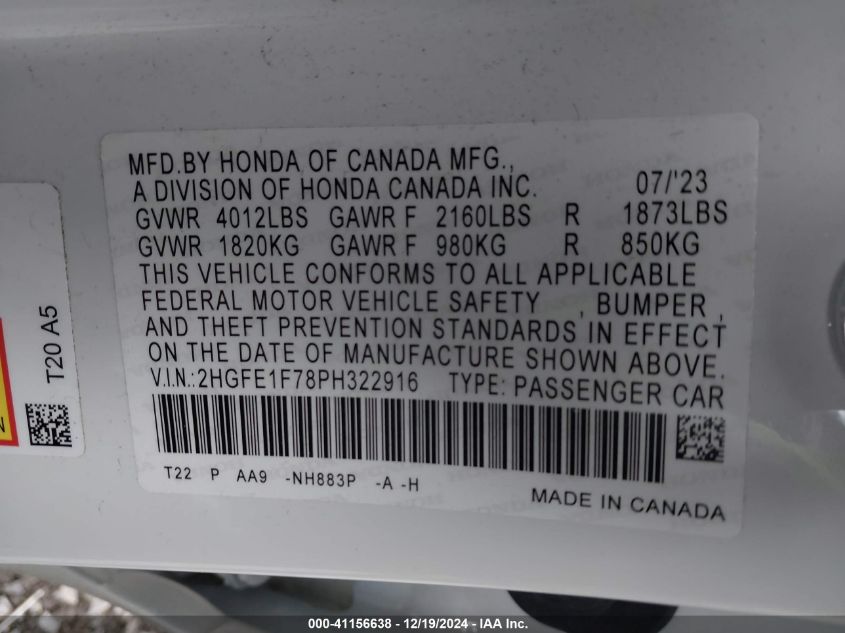 MFD.BY HONDA OF CANADA MFG.,
A DIVISION OF HONDA CANADA INC. 07/'23
GVWR 4012LBS GAWR F 2160LBS R 1873LBS
GVWR 1820KG GAWR F 980KG R 850KG
THIS VEHICLE CONFORMS TO ALL APPLICABLE
FEDERAL MOTOR VEHICLE SAFETY , BUMPER ,
AND THEFT PREVENTION STANDARDS IN EFFECT
ON THE DATE OF MANUFACTURE SHOWN ABOVE.
V.I.N.:2HGFE1F78PH322916 TYPE: PASSENGER CAR
T22 P AA9 -NH883P -A -H
MADE IN CANADA
T20 A5
000-41156638 - 12/19/2024 - IAA Inc.